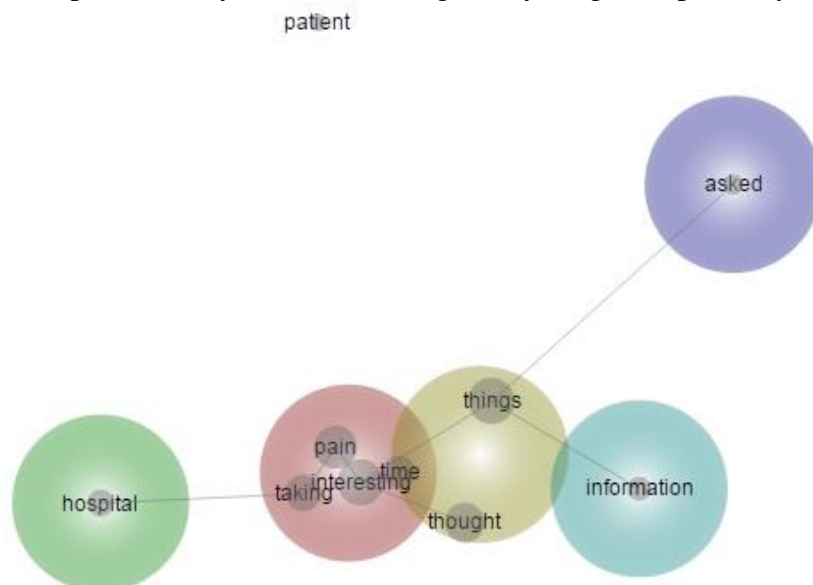 patient
asked
things
pain
time
interesting
taking
information
hospital
thought